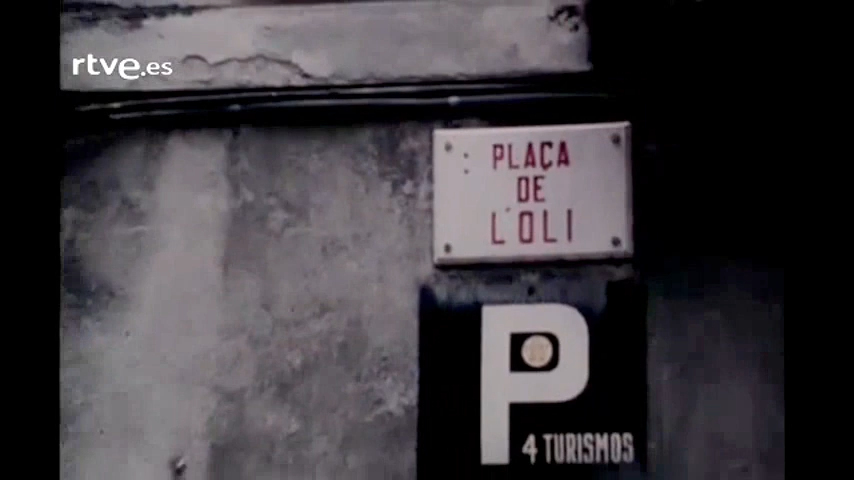 rtve.es
PLAÇA
DE
L'OLI
P
4 TURISMOS